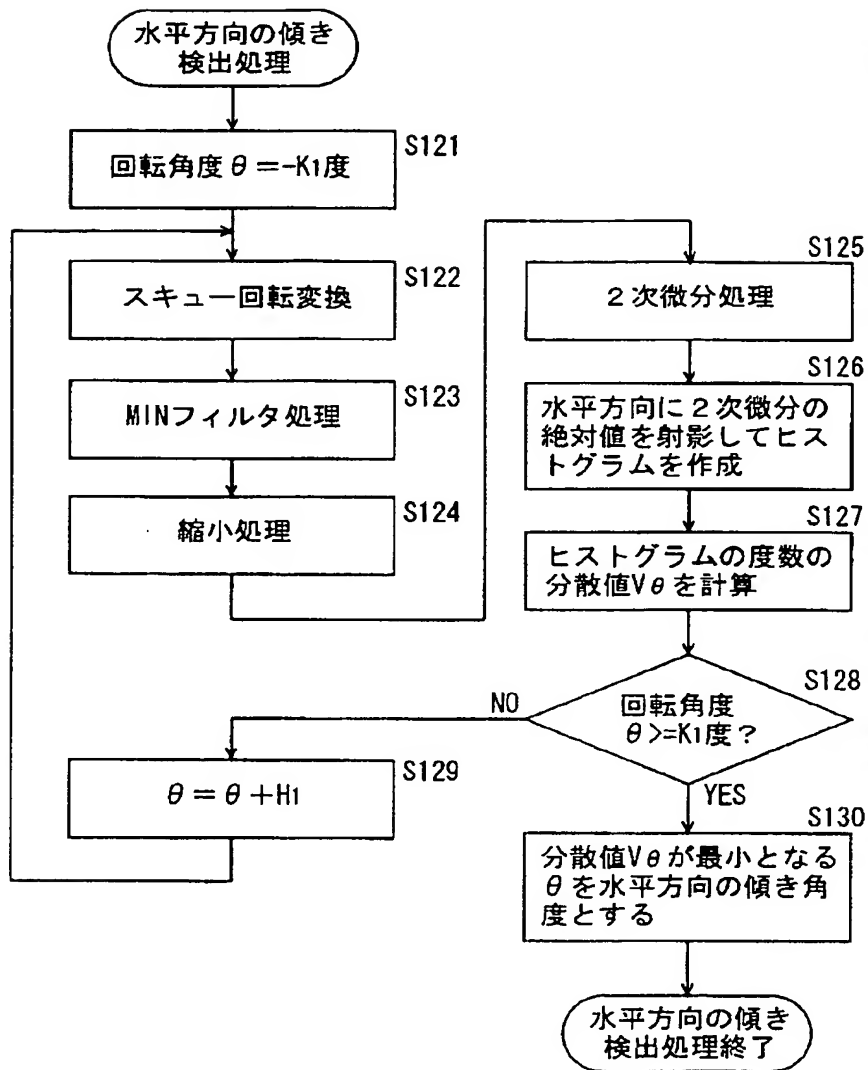 水平方向の傾き
検出処理
S121
回転角度θ=-K1度
S122
スキュー回転変換
S123
MINフィルタ処理
S124
縮小処理
S125
2次微分処理
S126
水平方向に2次微分の
絶対値を射影してヒス
トグラムを作成
S127
ヒストグラムの度数の
分散値Vθを計算
S128
回転角度
θ>=K1度?
NO
YES
S129
θ=θ+H1
S130
分散値Vθが最小となる
θを水平方向の傾き角
度とする
水平方向の傾き
検出処理終了